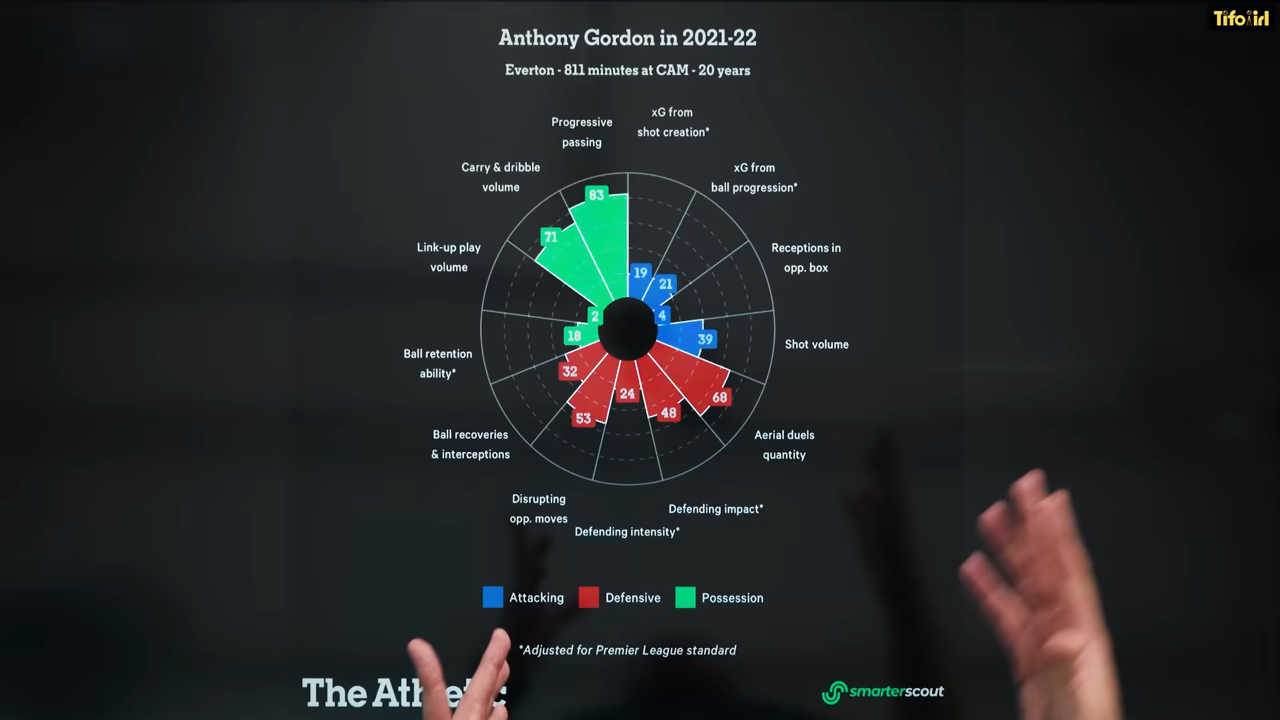 Tifo irl
Anthony Gordon in 2021-22
Everton - 811 minutes at CAM - 20 years
xG from
shot creation*
Progressive
passing
Carry & dribble
volume
xG from
ball progression*
83
71
Link-up play
volume
Receptions in
opp. box
19
21
2
4
18
39
Shot volume
Ball retention
ability*
32
24
68
53
48
Ball recoveries
& interceptions
Aerial duels
quantity
Disrupting
opp. moves
Defending impact*
Defending intensity*
Attacking
Defensive
Possession
*Adjusted for Premier League standard
The Athletic
smarterscout